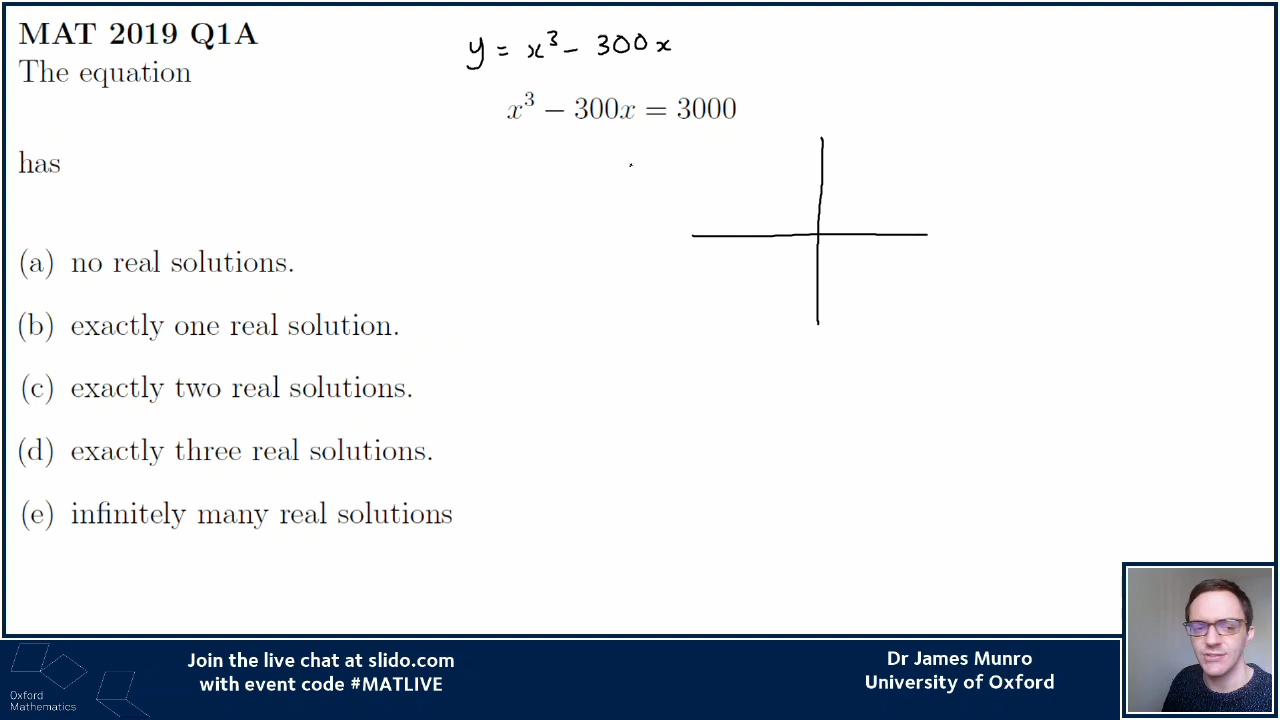 MAT 2019 Q1A
The equation
y = x³ – 300x
x³ − 300x = 3000
has
(a) no real solutions.
(b) exactly one real solution.
(c) exactly two real solutions.
(d) exactly three real solutions.
(e) infinitely many real solutions
Oxford
Mathematics
Join the live chat at slido.com
with event code #MATLIVE
Dr James Munro
University of Oxford